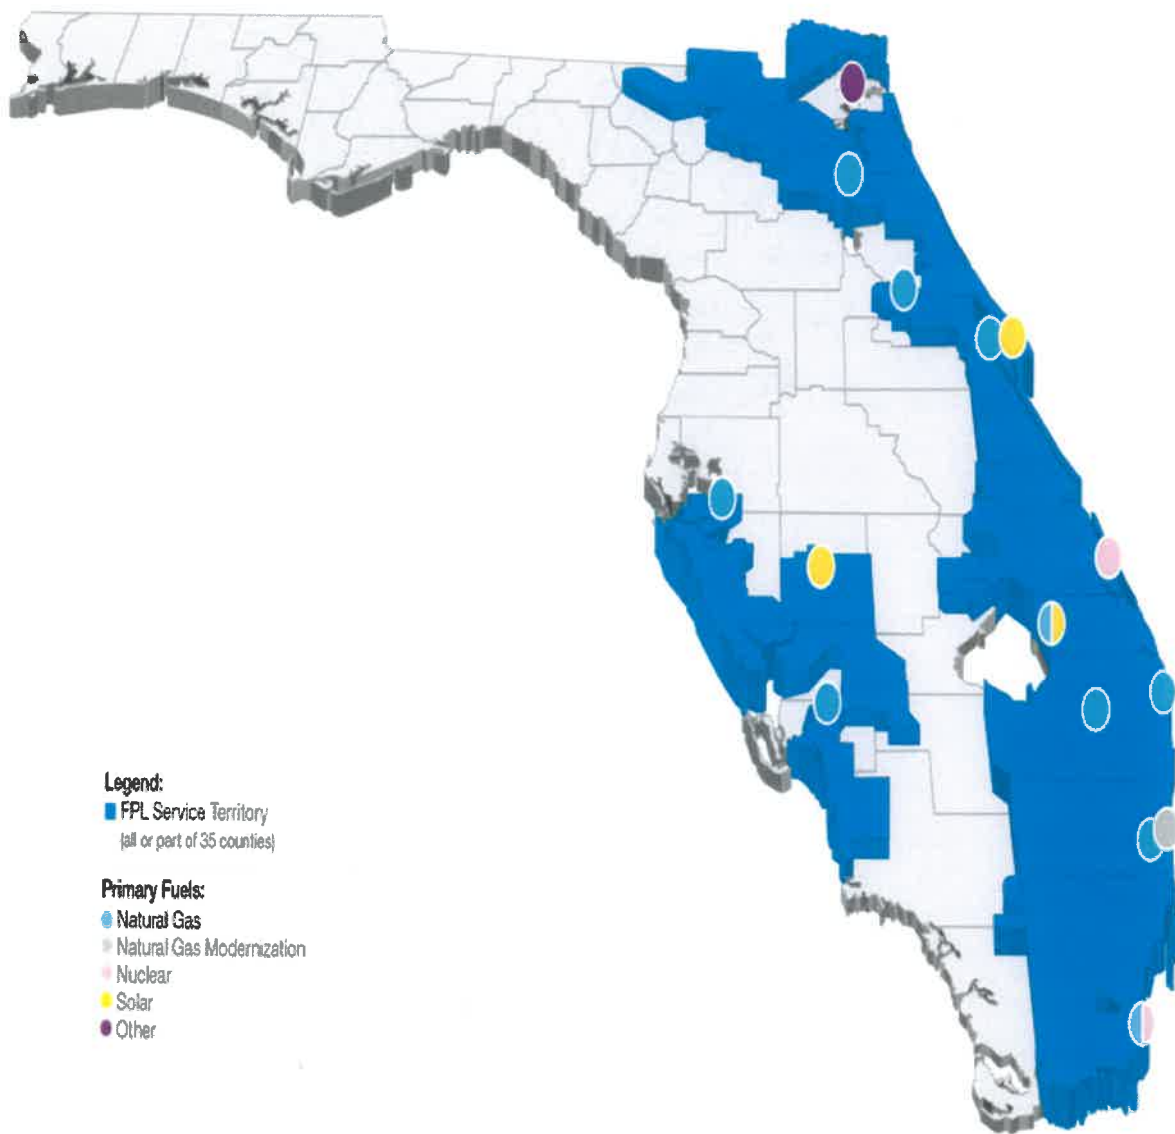 Legend:
FPL Service Territory
(all or part of 35 counties)
Primary Fuels:
Natural Gas
Natural Gas Modernization
Nuclear
Solar
Other